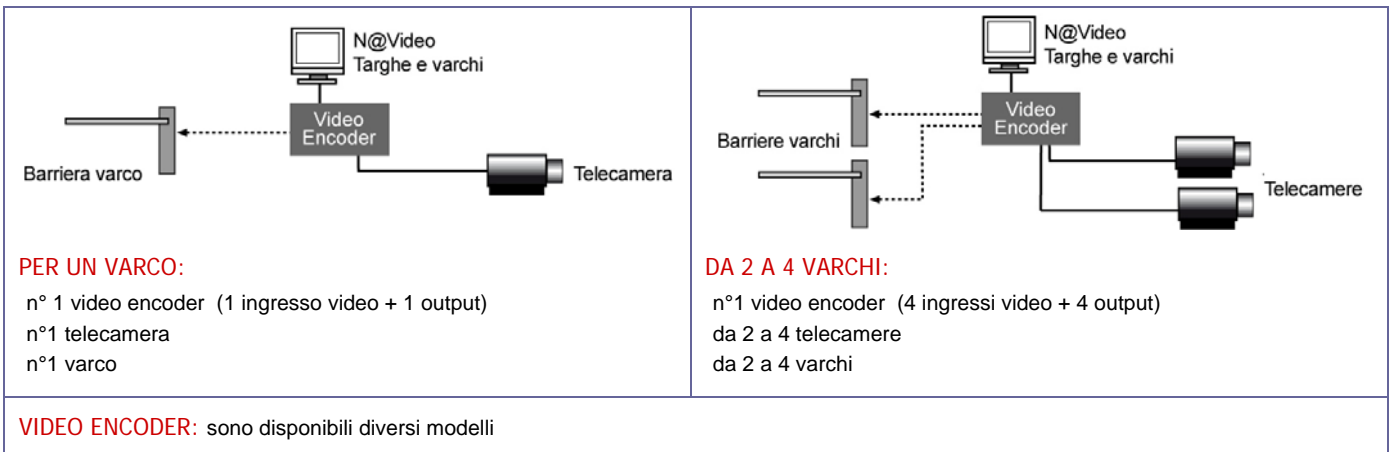 N@Video
Targhe e varchi
Video
Encoder
Barriera varco
Telecamera
PER UN VARCO:
n° 1 video encoder (1 ingresso video + 1 output)
n°1 telecamera
n°1 varco
N@Video
Targhe e varchi
Video
Encoder
Barriere varchi
Telecamere
DA 2 A 4 VARCHI:
n°1 video encoder (4 ingressi video + 4 output)
da 2 a 4 telecamere
da 2 a 4 varchi
VIDEO ENCODER: sono disponibili diversi modelli